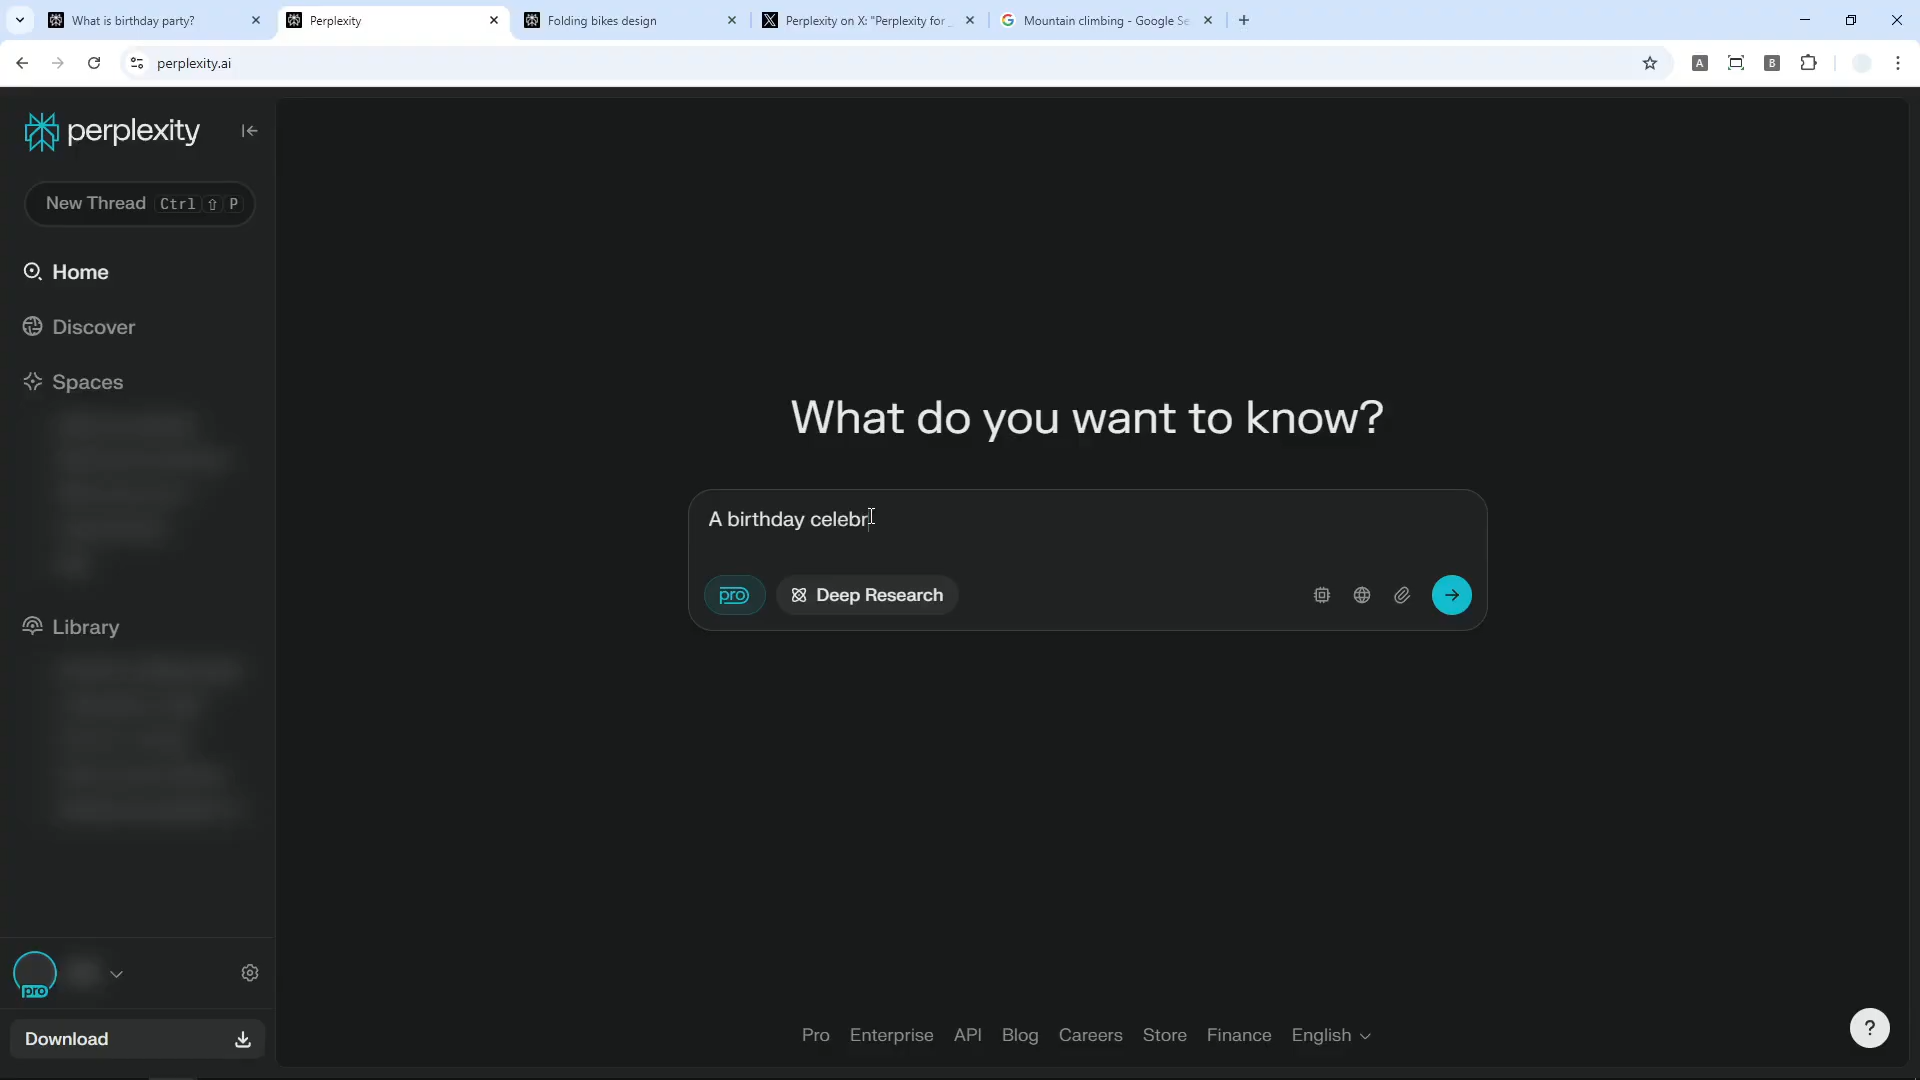 What is birthday party?
Perplexity
Folding bikes design
Perplexity on X: "Perplexity for
Mountain climbing - Google Se
perplexity.ai
A
B
perplexity
New Thread Ctrl ⇧ P
Home
Discover
Spaces
Library
What do you want to know?
A birthday celebr
pro
Deep Research
pro
Download
Pro
Enterprise
API
Blog
Careers
Store
Finance
English
?